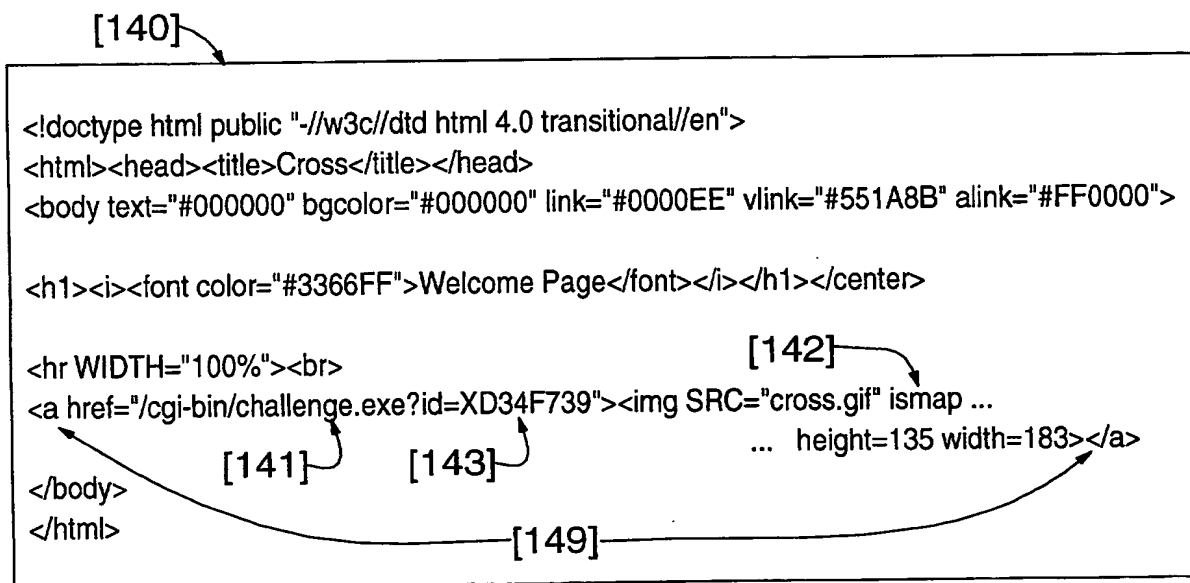 [140]
<!doctype html public "-//w3c//dtd html 4.0 transitional//en">
<html><head><title>Cross</title></head>
<body text="#000000" bgcolor="#000000" link="#0000EE" vlink="#551A8B" alink="#FF0000">
<h1><i><font color="#3366FF">Welcome Page</font></i></h1></center>
<hr WIDTH="100%"><br>
[142]
<a href="/cgi-bin/challenge.exe?id=XD34F739"><img SRC="cross.gif" ismap ...
... height=135 width=183></a>
[141] [143]
</body>
</html>
[149]